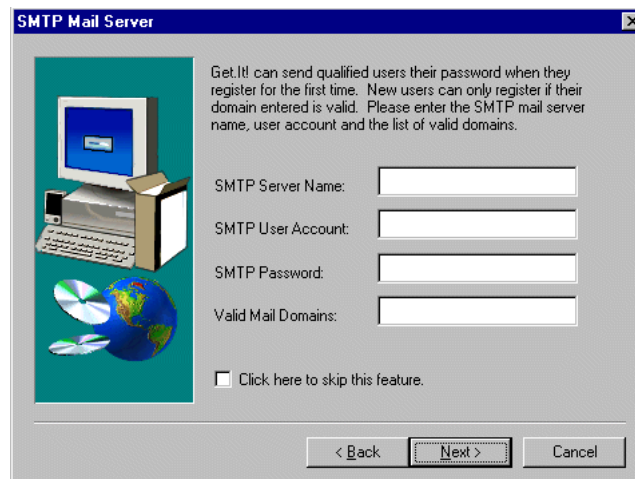 SMTP Mail Server
Get.It! can send qualified users their password when they
register for the first time. New users can only register if their
domain entered is valid. Please enter the SMTP mail server
name, user account and the list of valid domains.
SMTP Server Name:
SMTP User Account:
SMTP Password:
Valid Mail Domains:
Click here to skip this feature.
< Back
Next >
Cancel